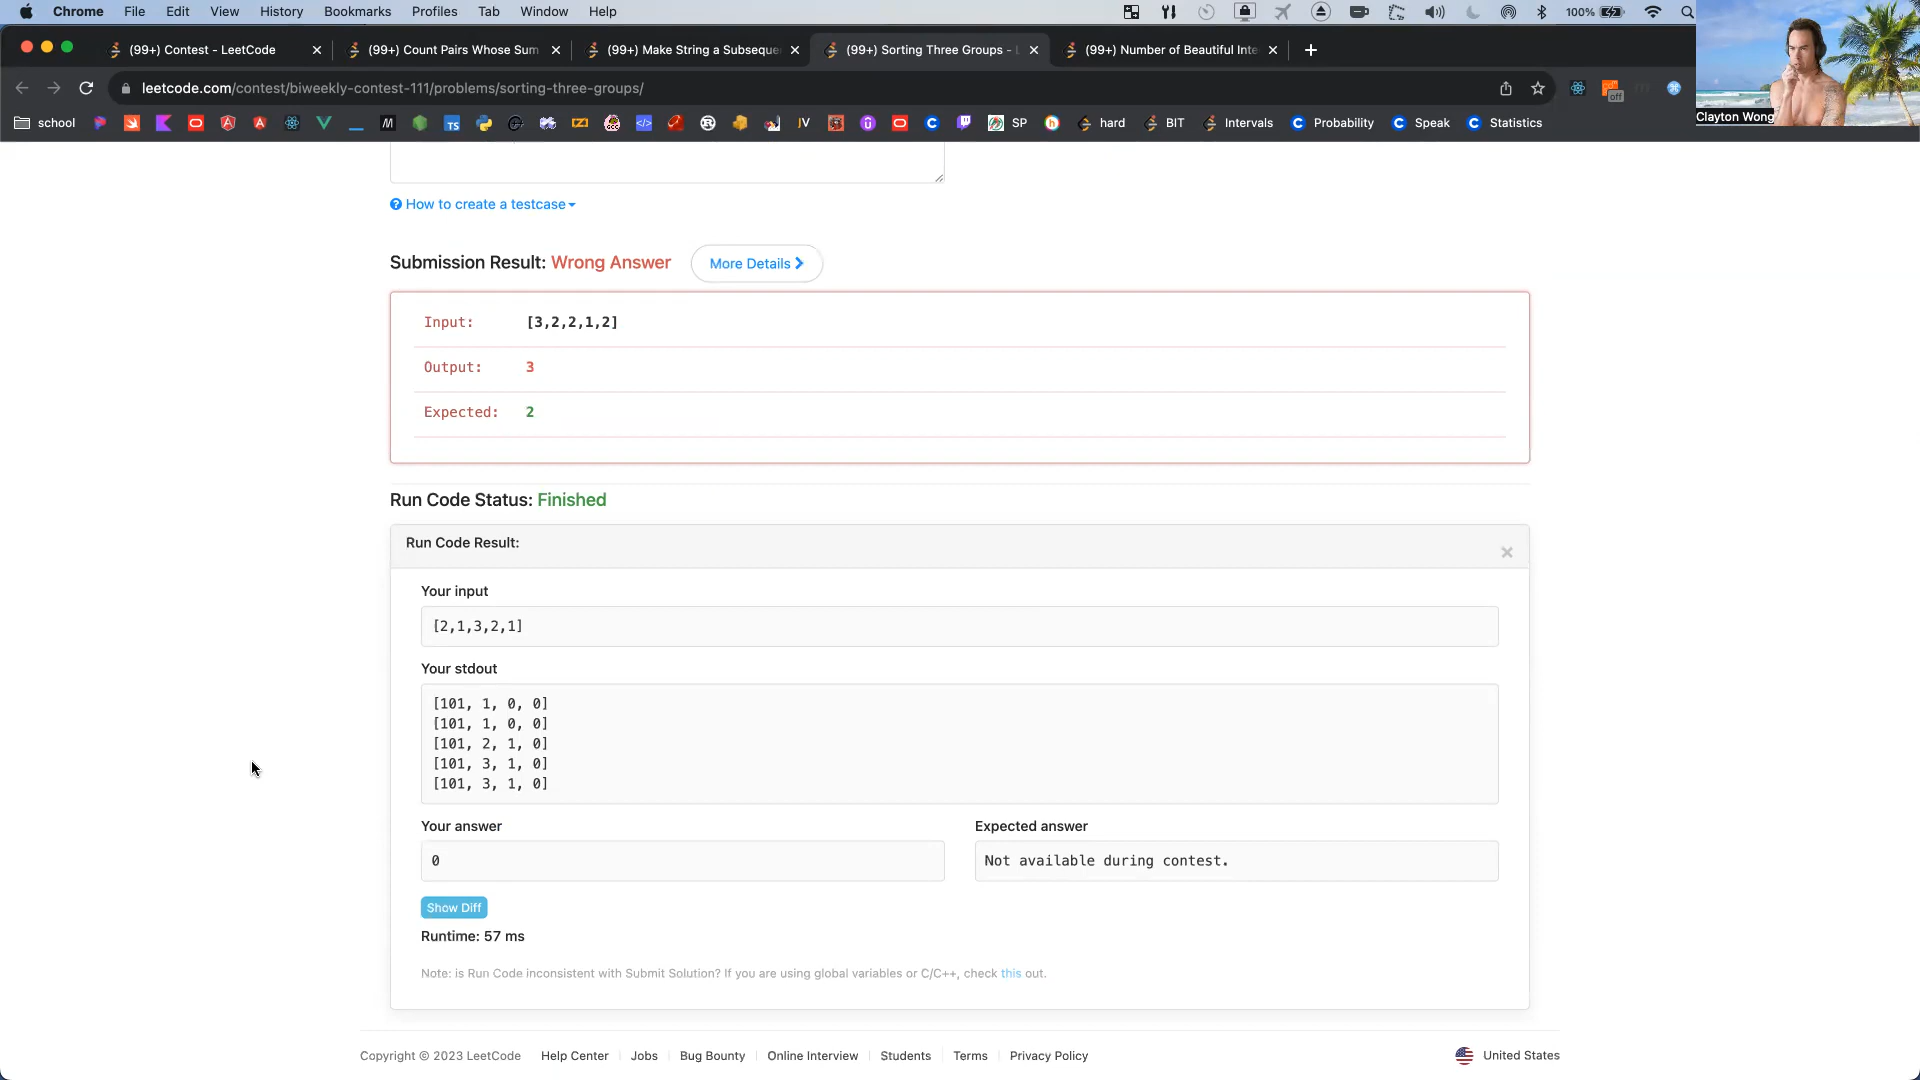 Chrome File Edit View History Bookmarks Profiles Tab Window Help
100%
(99+) Contest - LeetCode
(99+) Count Pairs Whose Sum
(99+) Make String a Subseque
(99+) Sorting Three Groups - L
(99+) Number of Beautiful Inte
leetcode.com/contest/biweekly-contest-111/problems/sorting-three-groups/
off
Clayton Wong
school
TS
JV
SP
hard
BIT
Intervals
Probability
Speak
Statistics
How to create a testcase
Submission Result: Wrong Answer
More Details
Input: [3,2,2,1,2]
Output: 3
Expected: 2
Run Code Status: Finished
Run Code Result:
Your input
[2,1,3,2,1]
Your stdout
[101, 1, 0, 0]
[101, 1, 0, 0]
[101, 2, 1, 0]
[101, 3, 1, 0]
[101, 3, 1, 0]
Your answer
0
Expected answer
Not available during contest.
Show Diff
Runtime: 57 ms
Note: is Run Code inconsistent with Submit Solution? If you are using global variables or C/C++, check this out.
Copyright © 2023 LeetCode Help Center Jobs Bug Bounty Online Interview Students Terms Privacy Policy
United States